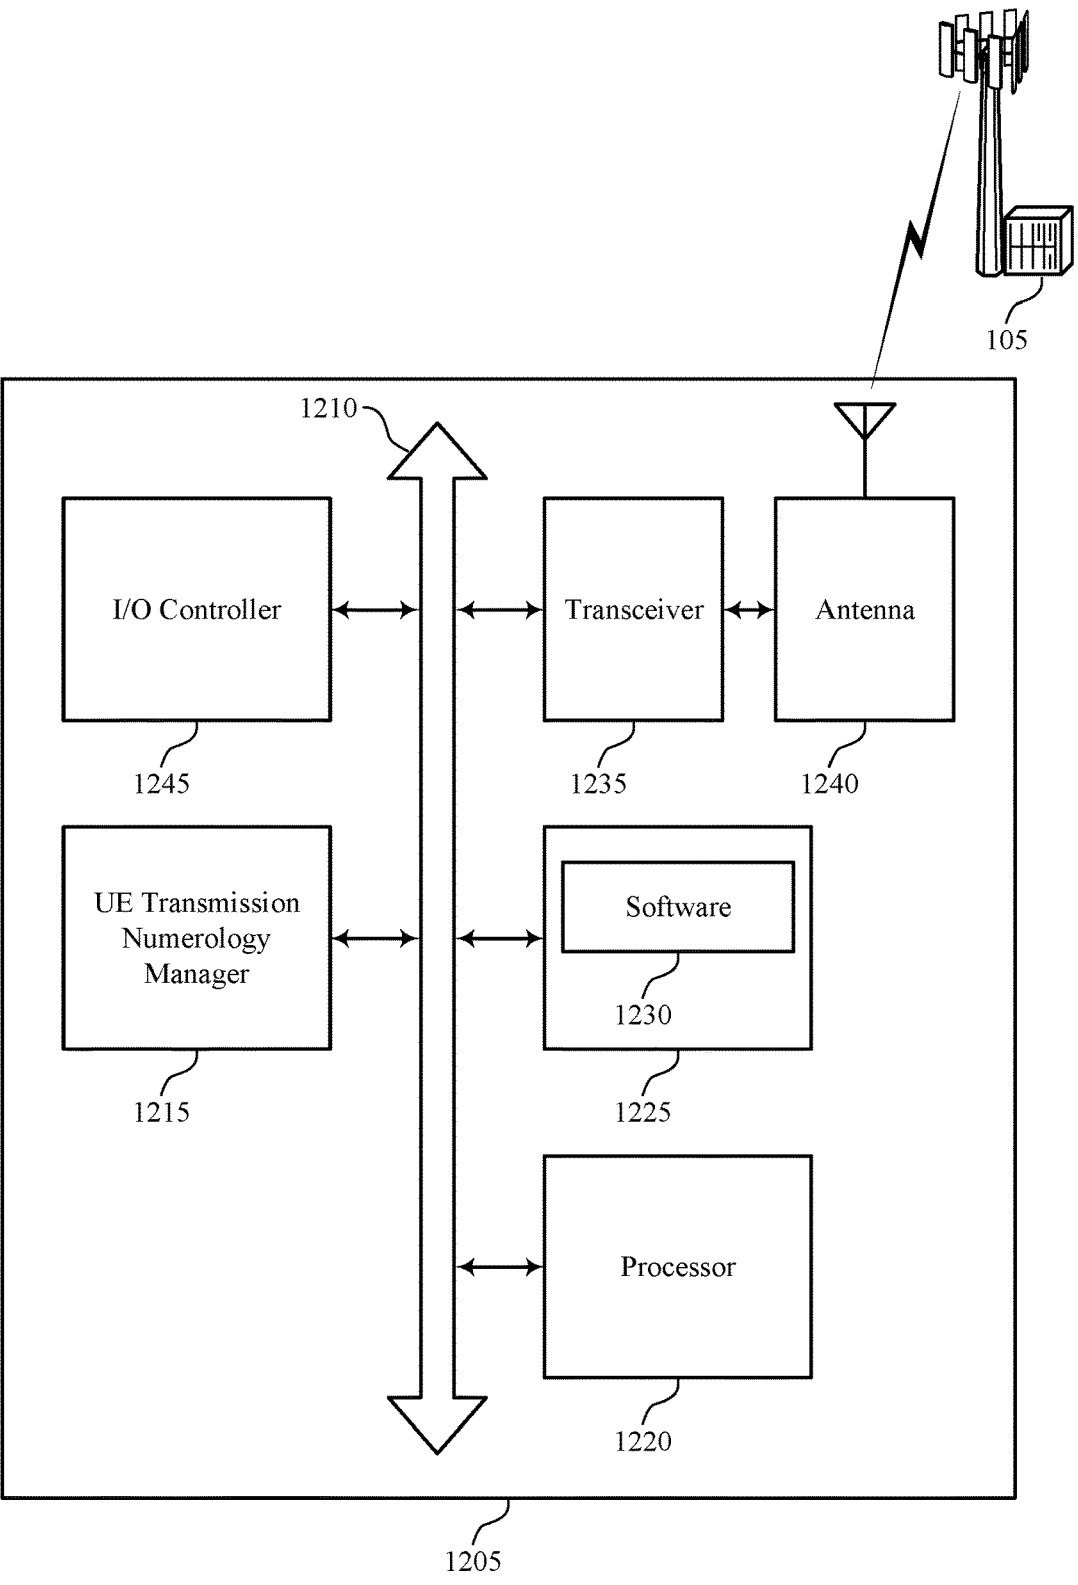 105
1210
I/O Controller
Transceiver
Antenna
1245
1235
1240
UE Transmission
Numerology
Manager
Software
1230
1215
1225
Processor
1220
1205